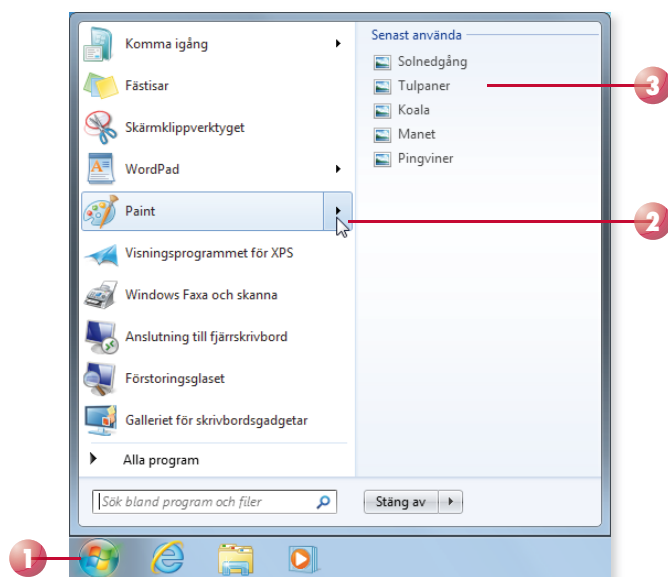 Komma igång
Fästisar
Skärmklippverktyget
WordPad
Paint
Visningsprogrammet för XPS
Windows Faxa och skanna
Anslutning till fjärrskrivbord
Förstoringsglaset
Galleriet för skrivbordsgadgetar
Alla program
Sök bland program och filer
Senast använda
Solnedgång
Tulpaner
Koala
Manet
Pingviner
Stäng av
3
2
1